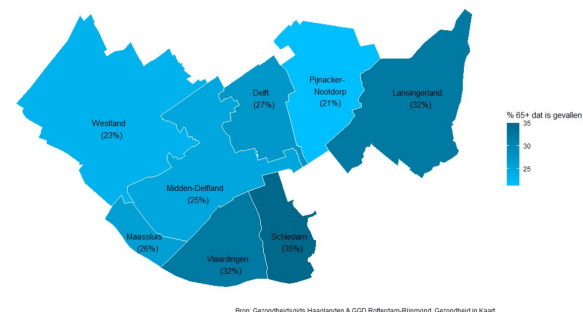 Pijnacker-
Nootdorp
(21%)
Lansingerland
(32%)
Delft
(27%)
Westland
(23%)
% 65+ dat is gevallen
35
30
25
Midden-Delfland
(25%)
Maassluis
(26%)
Schiedam
(35%)
Vlaardingen
(32%)
Bron: Gezondheidsgids Haaglanden & GGD Rotterdam-Rijnmond, Gezondheid in Kaart